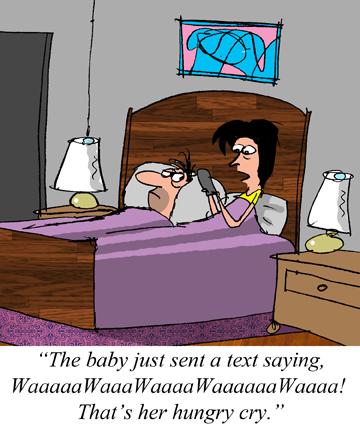 “The baby just sent a text saying,
WaaaaaWaaaWaaaaWaaaaaaWaaaa!
That’s her hungry cry.”